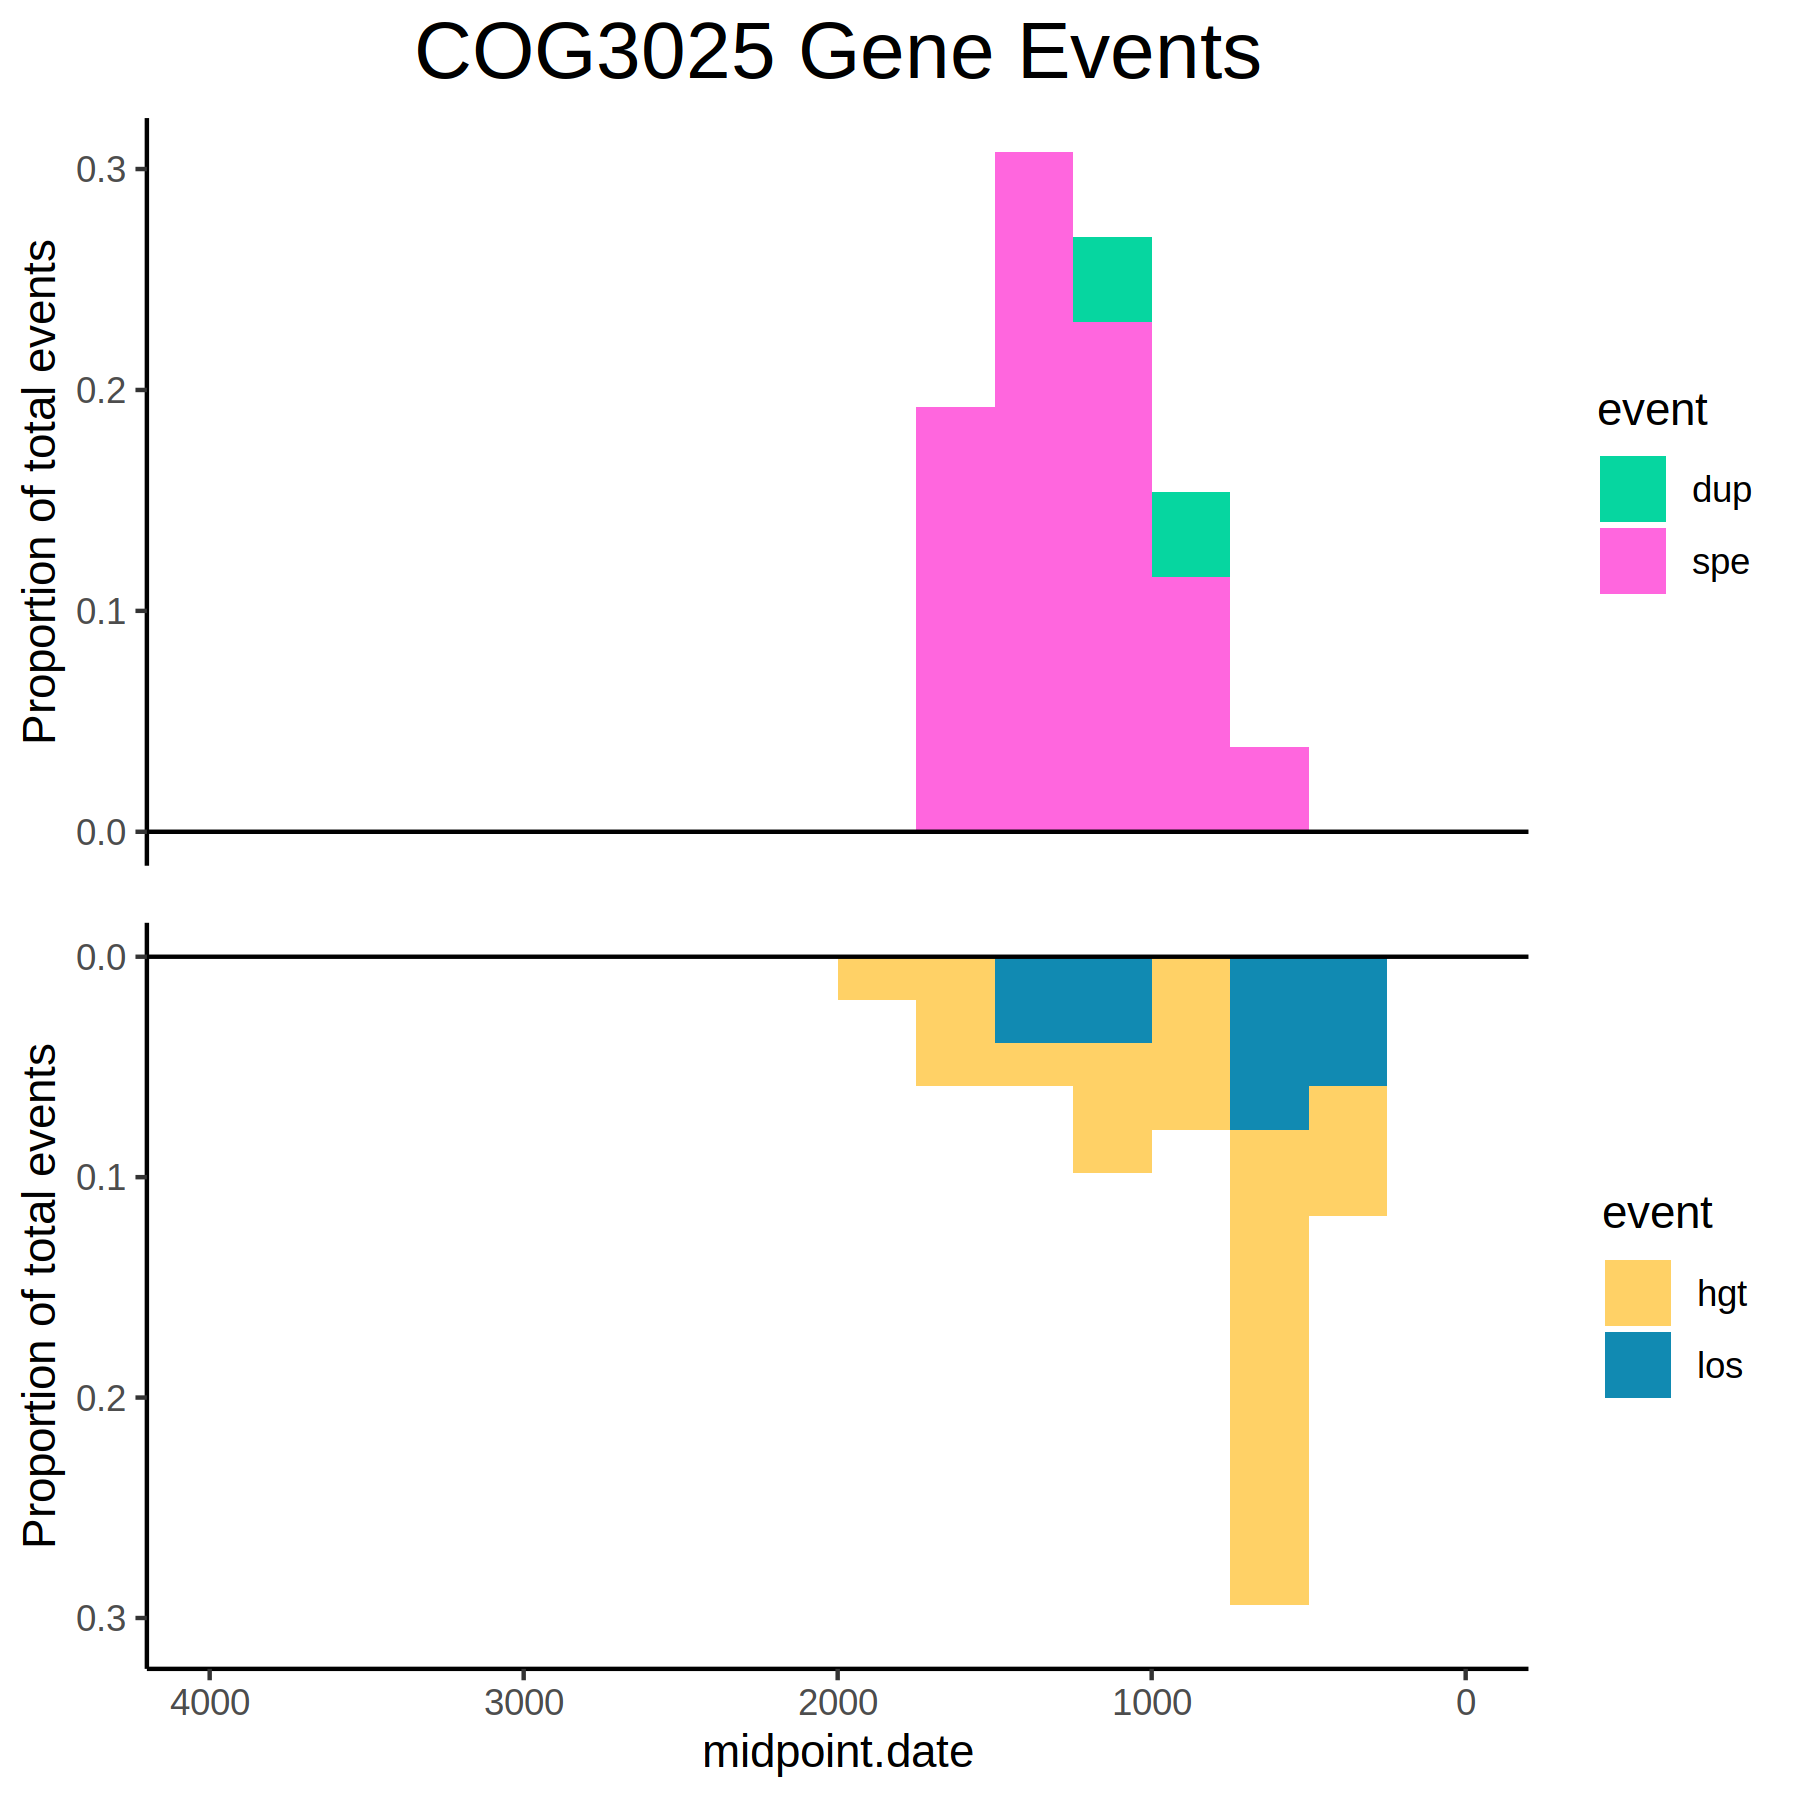 COG3025 Gene Events
Proportion of total events
0.3
0.2
0.1
0.0
event
dup
spe
Proportion of total events
0.0
0.1
0.2
0.3
event
hgt
los
4000 3000 2000 1000 0
midpoint.date